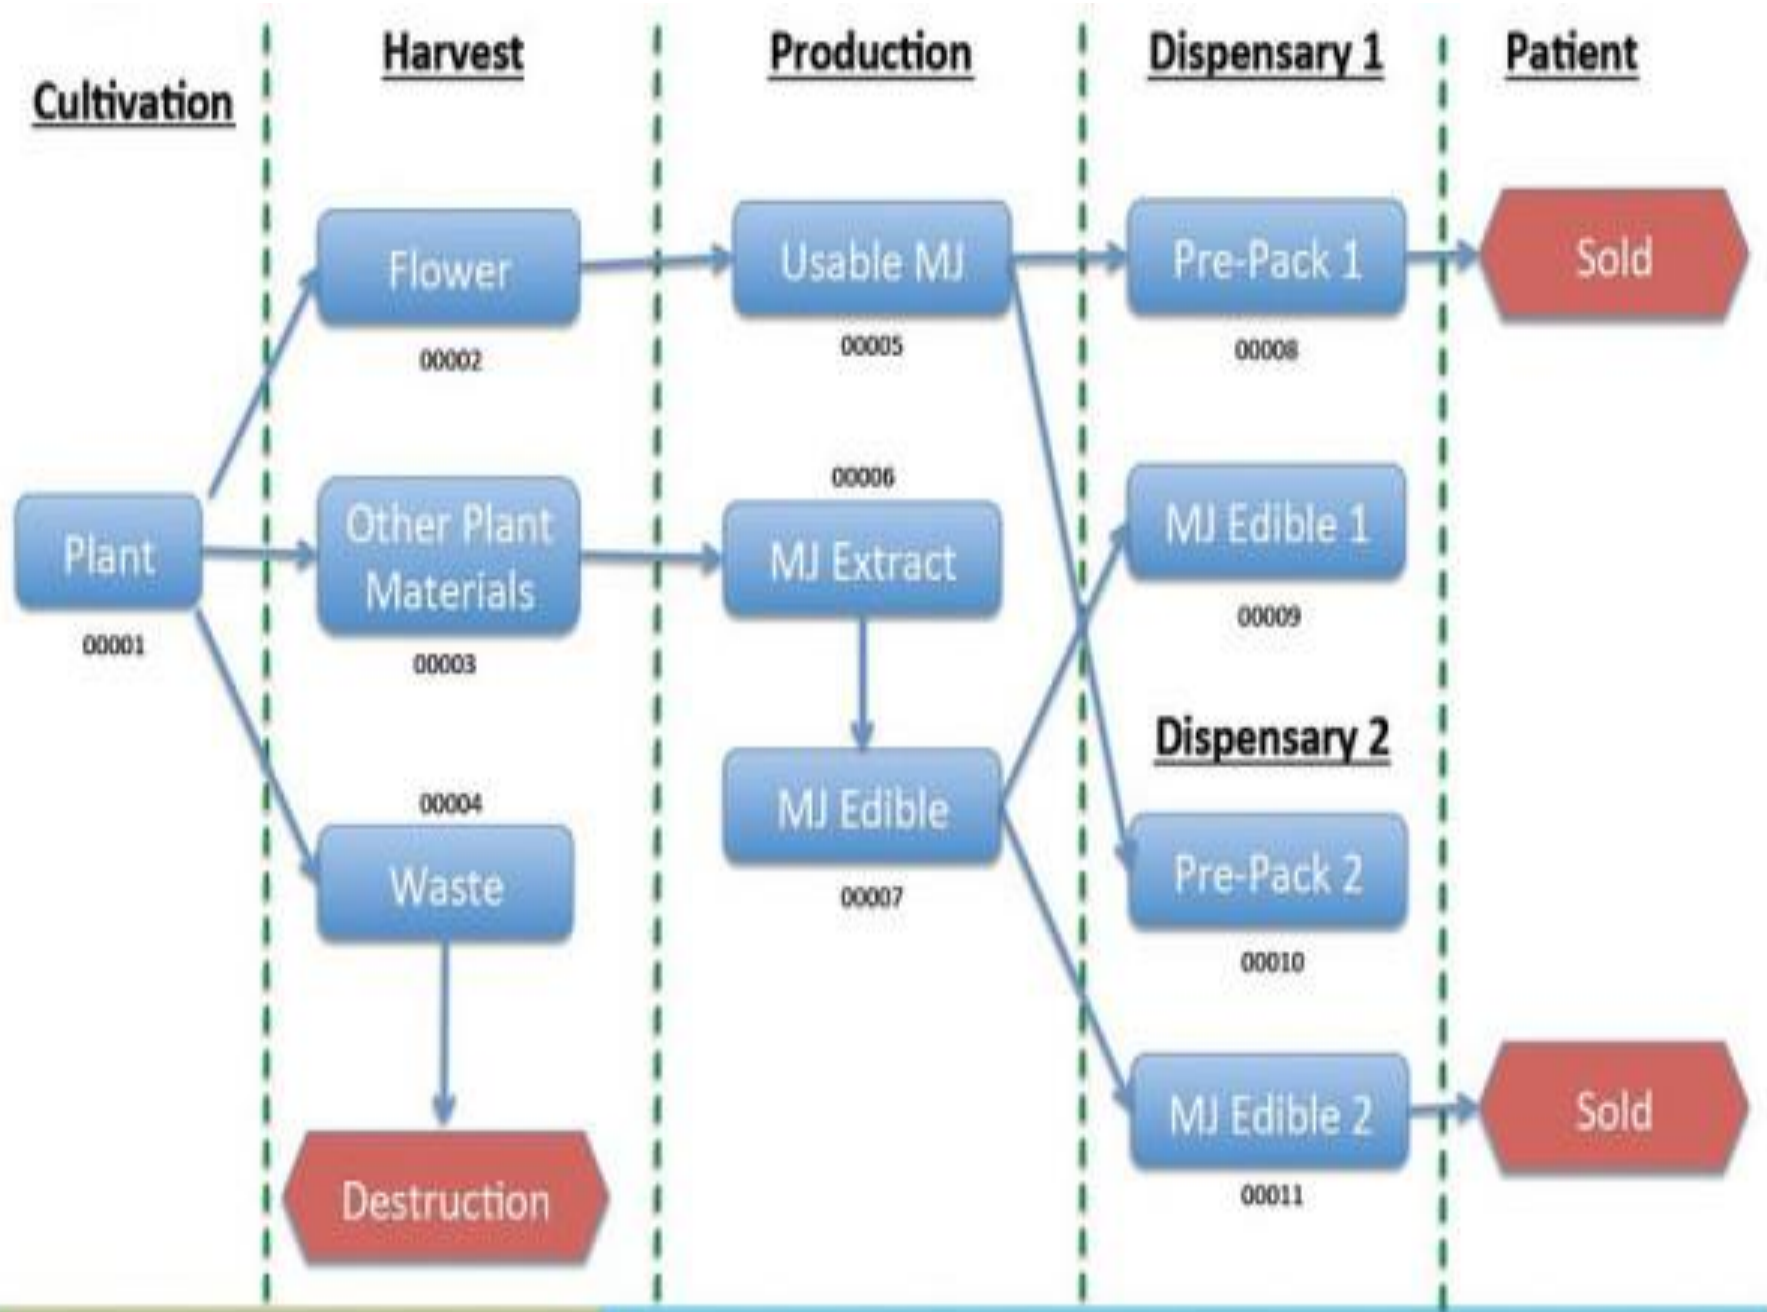 Cultivation
Harvest
Production
Dispensary 1
Patient
Flower
00002
Usable MJ
00005
Pre-Pack 1
00008
Sold
Plant
00001
Other Plant
Materials
00003
00006
MJ Extract
MJ Edible 1
00009
00004
Waste
MJ Edible
00007
Dispensary 2
Pre-Pack 2
00010
Destruction
MJ Edible 2
00011
Sold